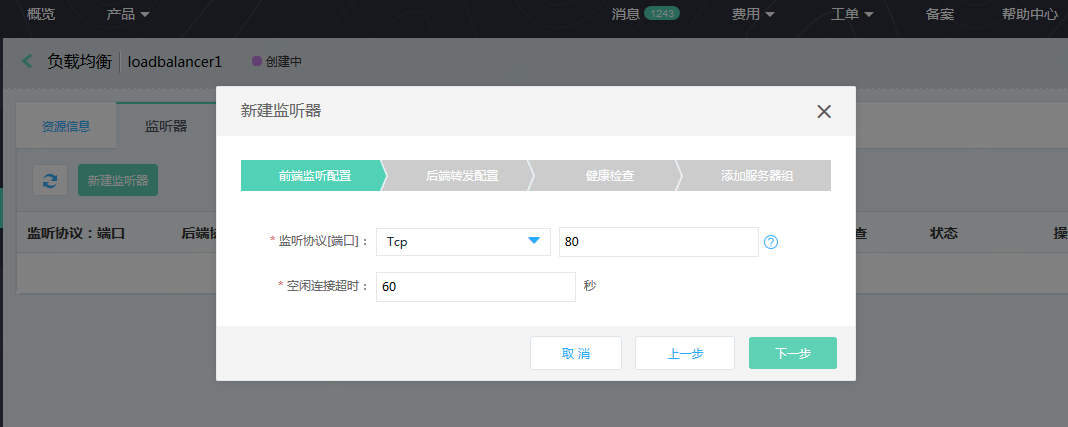 概览 产品 消息 1243 费用 工单 备案 帮助中心
负载均衡 loadbalancer1 创建中
新建监听器
资源信息 监听器
前端监听配置 后端转发配置 健康检查 添加服务器组
新建监听器
监听协议：端口 后端 查 状态 操
* 监听协议[端口]： Tcp 80 ?
* 空闲连接超时： 60 秒
取 消 上一步 下一步